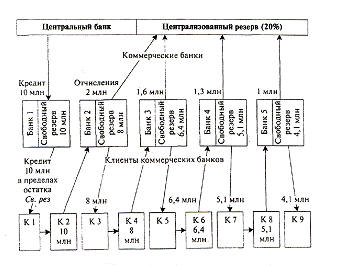 Центральный банк
Централизованный резерв (20%)
Коммерческие банки
Кредит
10 млн
Отчисления
2 млн
1,6 млн
1,3 млн
1 млн
Банк 1
Свободный
резерв
10 млн
Банк 2
Свободный
резерв
8 млн
Банк 3
Свободный
резерв
6,4 млн
Банк 4
Свободный
резерв
5,1 млн
Банк 5
Свободный
резерв
4,1 млн
Клиенты коммерческих банков
Кредит
10 млн
в пределах
остатка
Св. рез
8 млн
6,4 млн
5,1 млн
4,1 млн
К 1
К 2
10
млн
К 3
К 4
8
млн
К 5
К 6
6,4
млн
К 7
К 8
5,1
млн
К 9